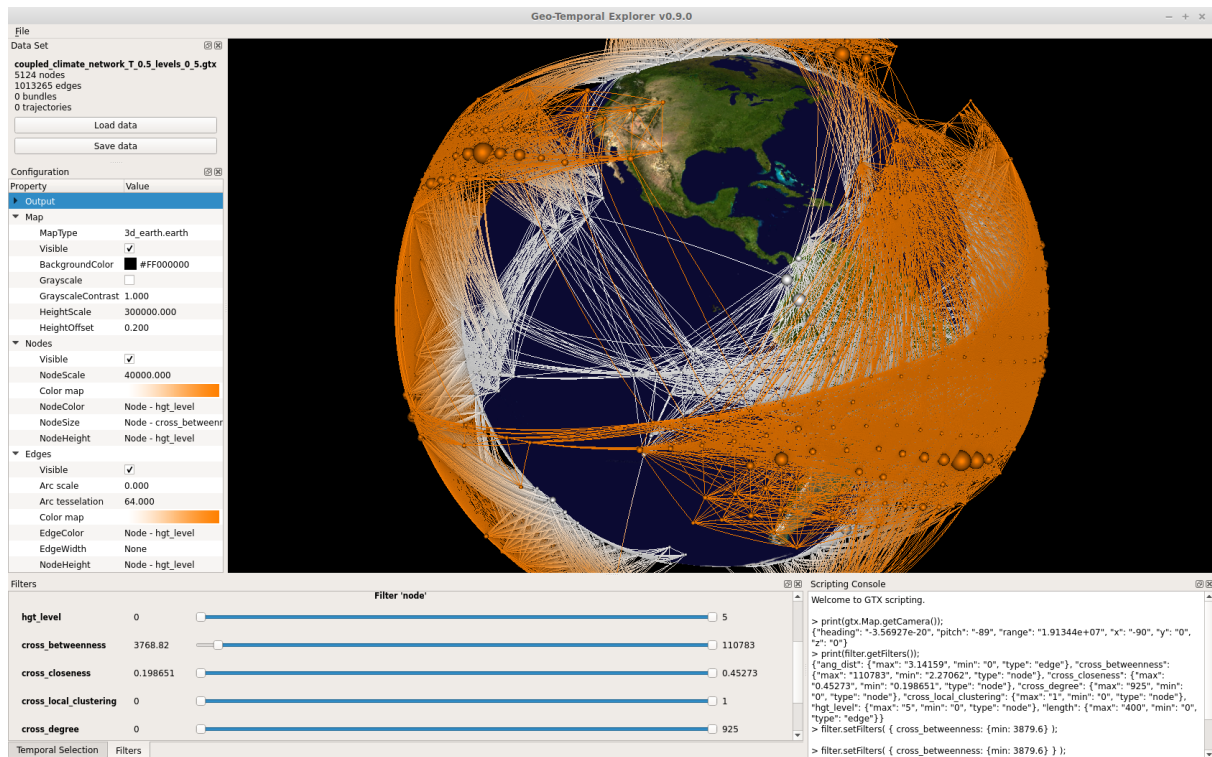 Geo-Temporal Explorer v0.9.0
File
Data Set
coupled_climate_network_T_0.5_levels_0_5.gtx
5124 nodes
1013265 edges
0 bundles
0 trajectories
Load data
Save data
Configuration
Property Value
Output
Map
MapType 3d_earth.earth
Visible
BackgroundColor #FF000000
Grayscale
GrayscaleContrast 1.000
HeightScale 300000.000
HeightOffset 0.200
Nodes
Visible
NodeScale 40000.000
Color map
NodeColor Node - hgt_level
NodeSize Node - cross_betweenn
NodeHeight Node - hgt_level
Edges
Visible
Arc scale 0.000
Arc tesselation 64.000
Color map
EdgeColor Node - hgt_level
EdgeWidth None
NodeHeight Node - hgt_level
Filters
Filter 'node'
hgt_level 0 5
cross_betweenness 3768.82 110783
cross_closeness 0.198651 0.45273
cross_local_clustering 0 1
cross_degree 0 925
Temporal Selection Filters
Scripting Console
Welcome to GTX scripting.
> print(gtx.Map.getCamera());
{"heading": "-3.56927e-20", "pitch": "-89", "range": "1.91344e+07", "x": "-90", "y": "0",
"z": "0"}
> print(filter.getFilters());
{"ang_dist": {"max": "3.14159", "min": "0", "type": "edge"}, "cross_betweenness":
{"max": "110783", "min": "2.27062", "type": "node"}, "cross_closeness": {"max":
"0.45273", "min": "0.198651", "type": "node"}, "cross_degree": {"max": "925", "min":
"0", "type": "node"}, "cross_local_clustering": {"max": "1", "min": "0", "type": "node"},
"hgt_level": {"max": "5", "min": "0", "type": "node"}, "length": {"max": "400", "min": "0",
"type": "edge"}}
> filter.setFilters( { cross_betweenness: {min: 3879.6} );
> filter.setFilters( { cross_betweenness: {min: 3879.6} } );